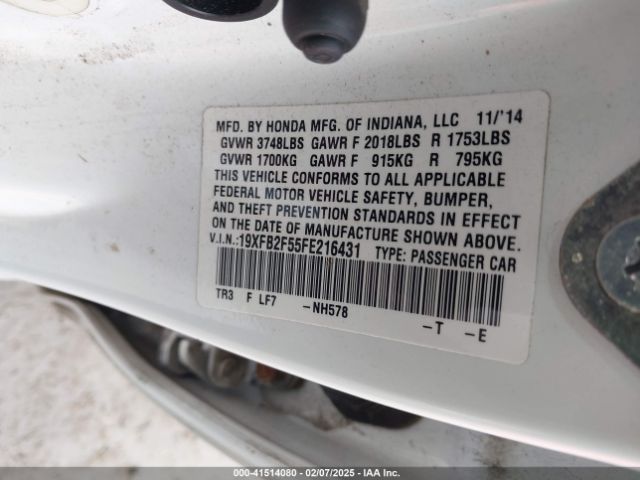 MFD. BY HONDA MFG. OF INDIANA, LLC 11/'14
GVWR 3748LBS GAWR F 2018LBS R 1753LBS
GVWR 1700KG GAWR F 915KG R 795KG
THIS VEHICLE CONFORMS TO ALL APPLICABLE
FEDERAL MOTOR VEHICLE SAFETY, BUMPER,
AND THEFT PREVENTION STANDARDS IN EFFECT
ON THE DATE OF MANUFACTURE SHOWN ABOVE.
V.I.N.:19XFB2F55FE216431 TYPE: PASSENGER CAR
TR3 F LF7 -NH578 -T -E
000-41514080 - 02/07/2025 - IAA Inc.